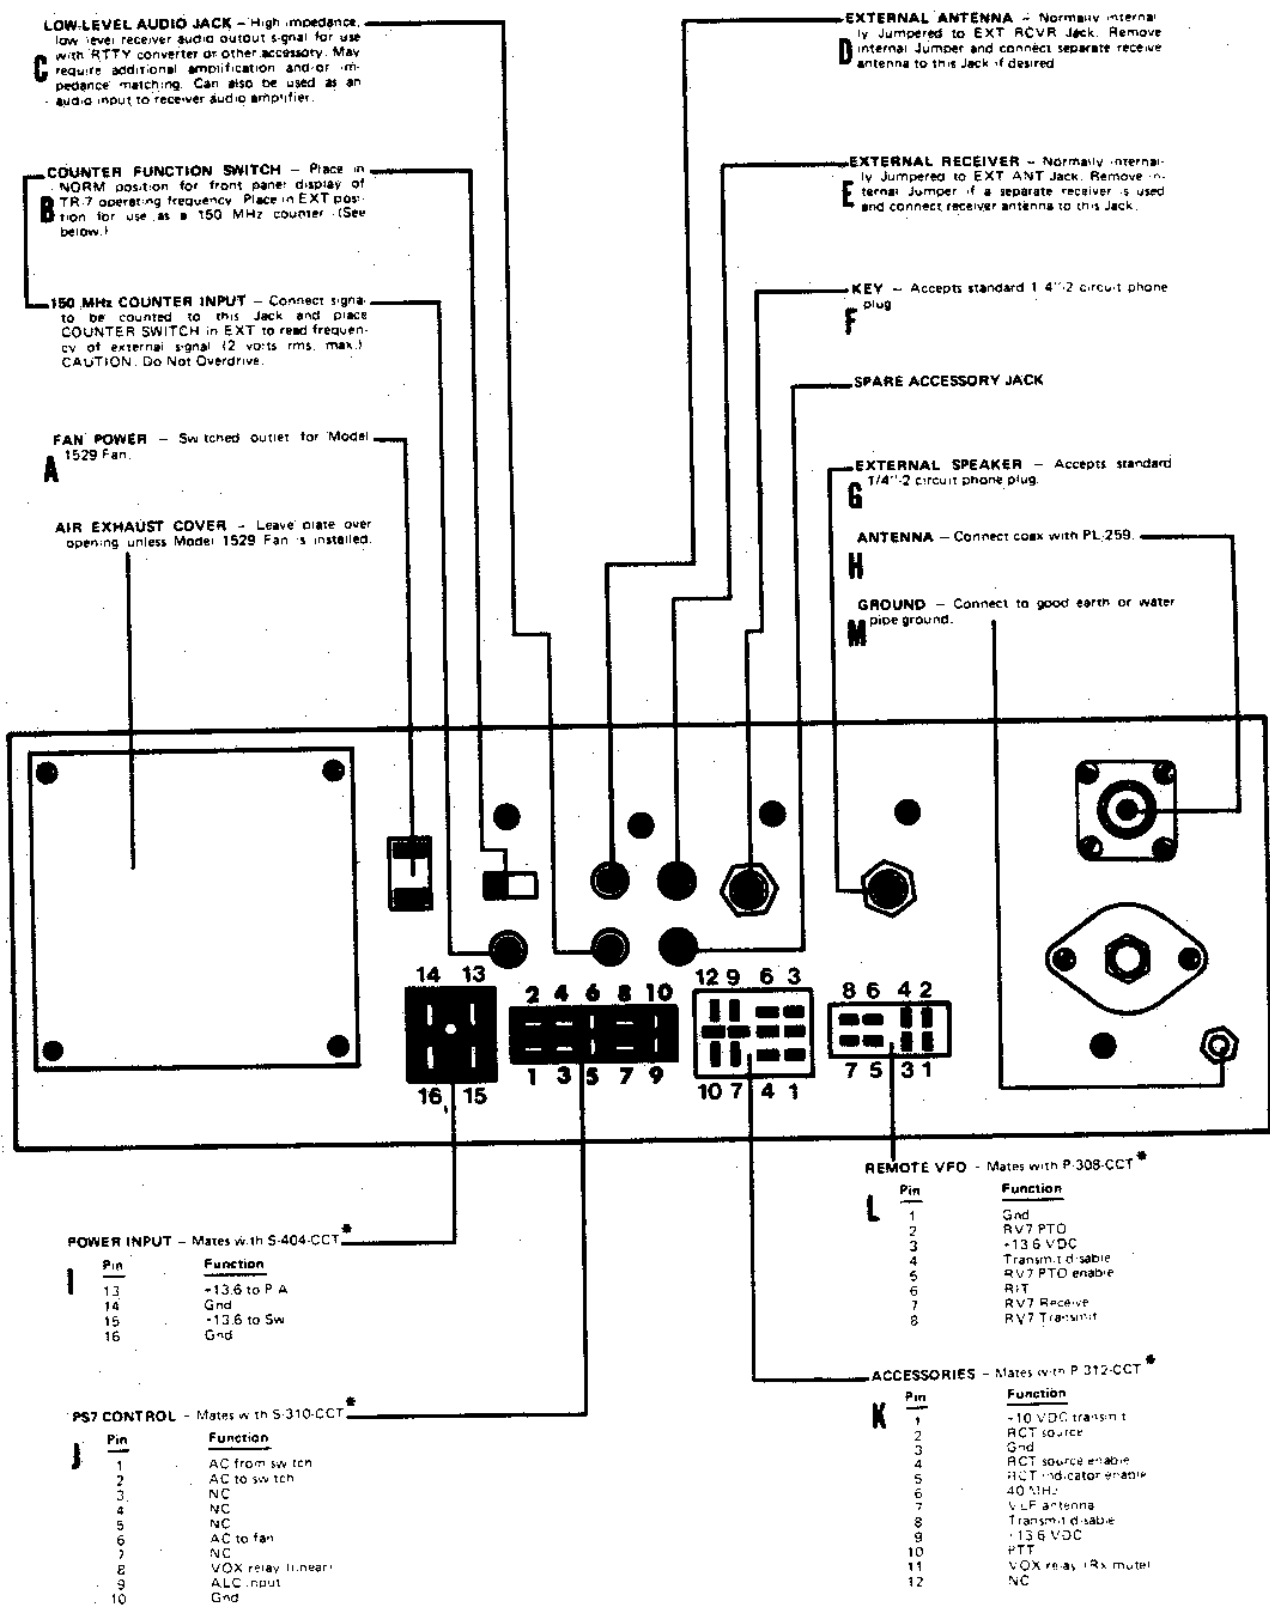 LOW-LEVEL AUDIO JACK – High impedance,
low level receiver audio output signal for use
with RTTY converter or other accessory. May
C
require additional amplification and/or im-
pedance matching. Can also be used as an
audio input to receiver audio amplifier.
COUNTER FUNCTION SWITCH – Place in
NORM position for front panel display of
B
TR-7 operating frequency. Place in EXT posi-
tion for use as a 150 MHz counter. (See
below.)
150 MHz COUNTER INPUT – Connect signal
to be counted to this Jack and place
COUNTER SWITCH in EXT to read frequen-
cy of external signal (2 volts rms, max.)
CAUTION: Do Not Overdrive.
FAN POWER – Switched outlet for Model
A
1529 Fan.
AIR EXHAUST COVER – Leave plate over
opening unless Model 1529 Fan is installed.
EXTERNAL ANTENNA – Normally internal-
ly Jumpered to EXT RCVR Jack. Remove
D
internal Jumper and connect separate receive
antenna to this Jack if desired
EXTERNAL RECEIVER – Normally internal-
ly Jumpered to EXT ANT Jack. Remove in-
E
ternal Jumper if a separate receiver is used
and connect receiver antenna to this Jack.
KEY – Accepts standard 1 4"-2 circuit phone
plug
F
SPARE ACCESSORY JACK
EXTERNAL SPEAKER – Accepts standard
1/4"-2 circuit phone plug.
G
ANTENNA – Connect coax with PL-259.
H
GROUND – Connect to good earth or water
pipe ground.
M
14 13
16 15
2 4 6 8 10
1 3 5 7 9
12 9 6 3
10 7 4 1
8 6 4 2
7 5 3 1
POWER INPUT – Mates with S-404-CCT*
I
Pin Function
13 +13.6 to P A
14 Gnd
15 +13.6 to Sw
16 Gnd
PS7 CONTROL – Mates with S-310-CCT*
J
Pin Function
1 AC from switch
2 AC to switch
3 NC
4 NC
5 NC
6 AC to fan
7 NC
8 VOX relay (linear)
9 ALC input
10 Gnd
REMOTE VFO – Mates with P-308-CCT*
L
Pin Function
1 Gnd
2 RV7 PTO
3 +13.6 VDC
4 Transmit disable
5 RV7 PTO enable
6 RIT
7 RV7 Receive
8 RV7 Transmit
ACCESSORIES – Mates with P-312-CCT*
K
Pin Function
1 +10 VDC transmit
2 RCT source
3 Gnd
4 RCT source enable
5 RCT indicator enable
6 40 MHz
7 VLF antenna
8 Transmit disable
9 +13.6 VDC
10 PTT
11 VOX relay (Rx mute)
12 NC